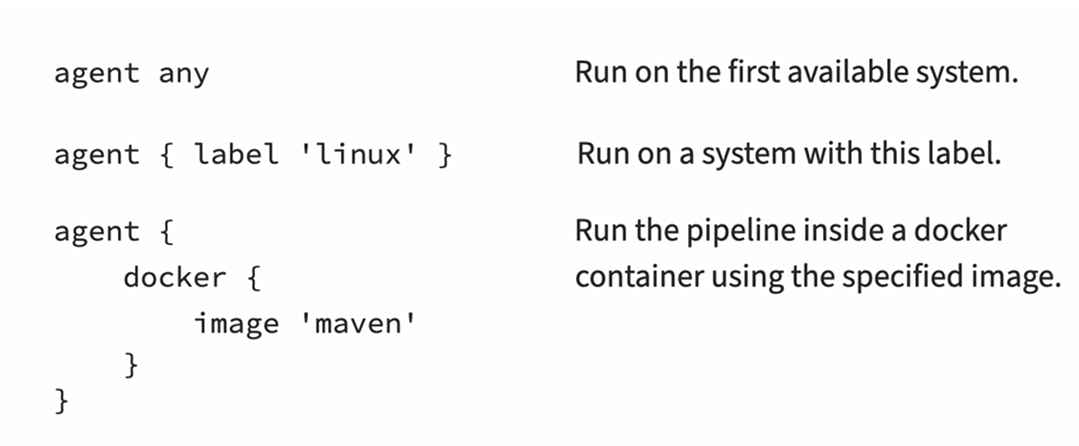 agent any
Run on the first available system.
agent { label 'linux' }
Run on a system with this label.
agent {
    docker {
        image 'maven'
    }
}
Run the pipeline inside a docker
container using the specified image.